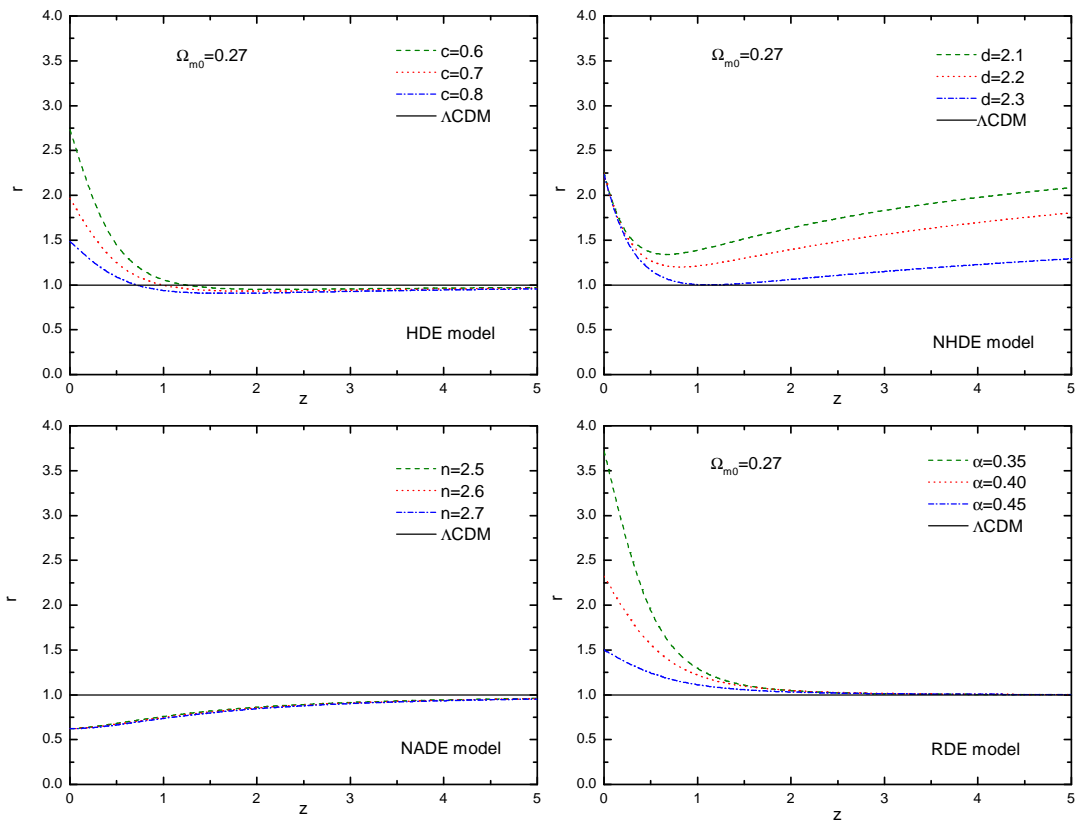 4.0
3.5
3.0
2.5
2.0
1.5
1.0
0.5
0.0
r
0 1 2 3 4 5
z
Ω_m0=0.27
c=0.6
c=0.7
c=0.8
ΛCDM
HDE model
4.0
3.5
3.0
2.5
2.0
1.5
1.0
0.5
0.0
r
0 1 2 3 4 5
z
Ω_m0=0.27
d=2.1
d=2.2
d=2.3
ΛCDM
NHDE model
4.0
3.5
3.0
2.5
2.0
1.5
1.0
0.5
0.0
r
0 1 2 3 4 5
z
n=2.5
n=2.6
n=2.7
ΛCDM
NADE model
4.0
3.5
3.0
2.5
2.0
1.5
1.0
0.5
0.0
r
0 1 2 3 4 5
z
Ω_m0=0.27
α=0.35
α=0.40
α=0.45
ΛCDM
RDE model